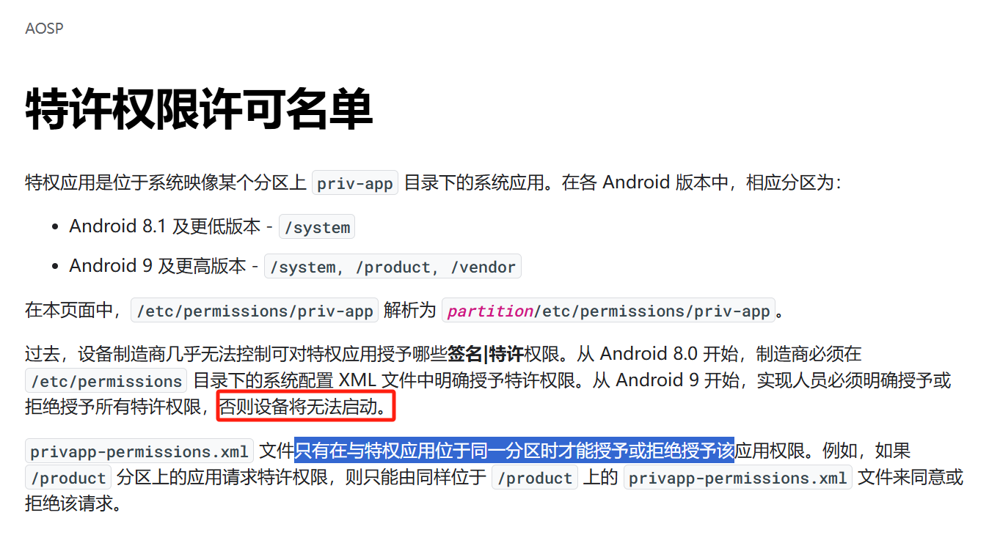 AOSP
特许权限许可名单
特权应用是位于系统映像某个分区上 priv-app 目录下的系统应用。在各 Android 版本中，相应分区为：
• Android 8.1 及更低版本 - /system
• Android 9 及更高版本 - /system, /product, /vendor
在本页面中，/etc/permissions/priv-app 解析为 partition/etc/permissions/priv-app。
过去，设备制造商几乎无法控制可对特权应用授予哪些签名|特许权限。从 Android 8.0 开始，制造商必须在
/etc/permissions 目录下的系统配置 XML 文件中明确授予特许权限。从 Android 9 开始，实现人员必须明确授予或
拒绝授予所有特许权限，否则设备将无法启动。
privapp-permissions.xml 文件只有在与特权应用位于同一分区时才能授予或拒绝授予该应用权限。例如，如果
/product 分区上的应用请求特许权限，则只能由同样位于 /product 上的 privapp-permissions.xml 文件来同意或
拒绝该请求。